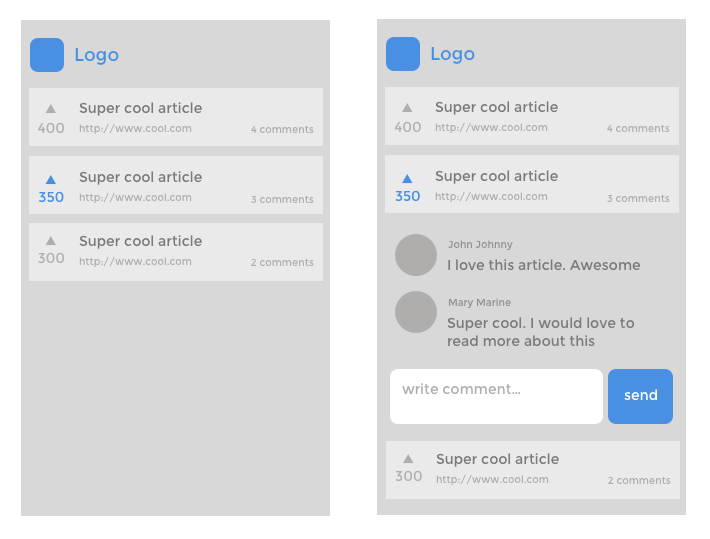 Logo
Super cool article
400
http://www.cool.com
4 comments
Super cool article
350
http://www.cool.com
3 comments
Super cool article
300
http://www.cool.com
2 comments
Logo
Super cool article
400
http://www.cool.com
4 comments
Super cool article
350
http://www.cool.com
3 comments
John Johnny
I love this article. Awesome
Mary Marine
Super cool. I would love to
read more about this
write comment...
send
Super cool article
300
http://www.cool.com
2 comments